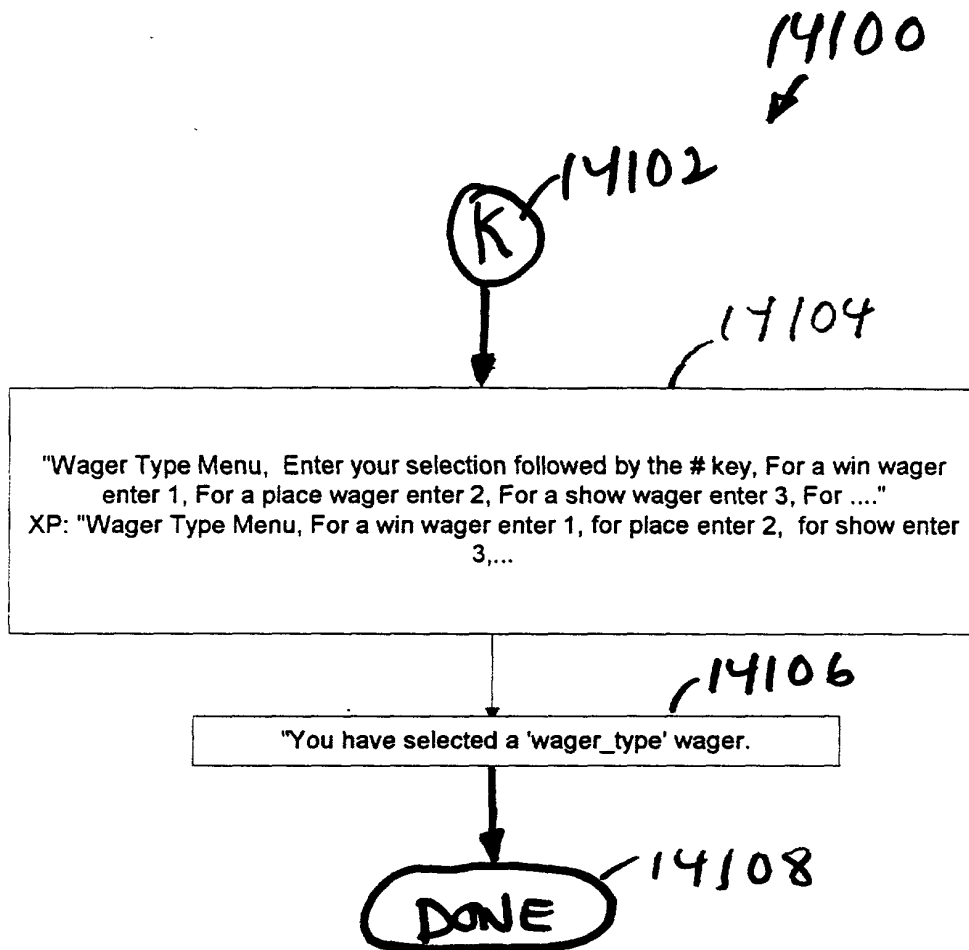 14100
14102
K
14104
"Wager Type Menu, Enter your selection followed by the # key, For a win wager
enter 1, For a place wager enter 2, For a show wager enter 3, For ...."
XP: "Wager Type Menu, For a win wager enter 1, for place enter 2, for show enter
3,...
14106
"You have selected a 'wager_type' wager.
14108
DONE